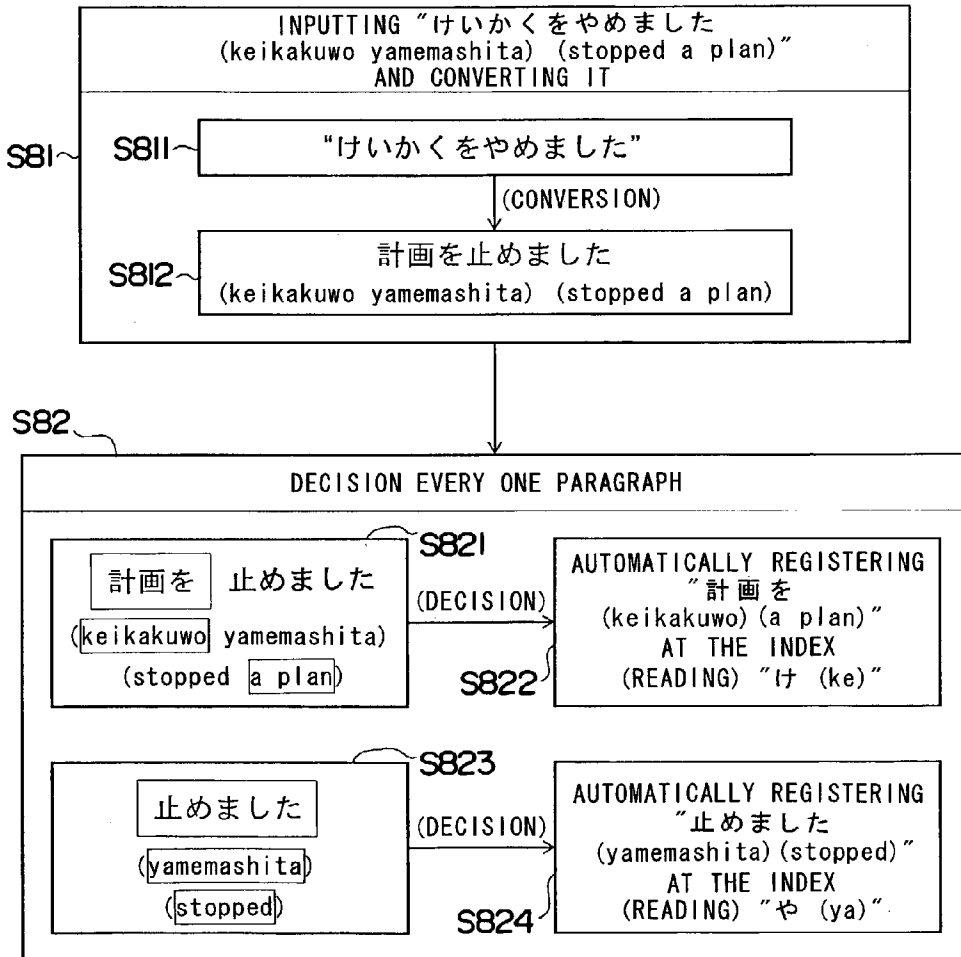 INPUTTING "けいかくをやめました
(keikakuwo yamemashita) (stopped a plan)"
AND CONVERTING IT
S81
S811
"けいかくをやめました"
(CONVERSION)
S812
計画を止めました
(keikakuwo yamemashita) (stopped a plan)
S82
DECISION EVERY ONE PARAGRAPH
S821
計画を 止めました
(keikakuwo yamemashita)
(stopped a plan)
(DECISION)
S822
AUTOMATICALLY REGISTERING
"計画を
(keikakuwo) (a plan)"
AT THE INDEX
(READING) "け (ke)"
S823
止めました
(yamemashita)
(stopped)
(DECISION)
S824
AUTOMATICALLY REGISTERING
"止めました
(yamemashita) (stopped)"
AT THE INDEX
(READING) "や (ya)"